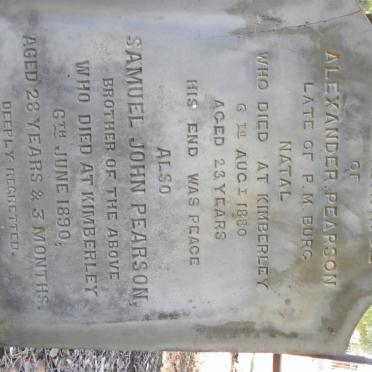 OF
ALEXANDER PEARSON
LATE OF P.M BURG
NATAL
WHO DIED AT KIMBERLEY
6TH AUGT 1880
AGED 23 YEARS
HIS END WAS PEACE
ALSO
SAMUEL JOHN PEARSON,
BROTHER OF THE ABOVE
WHO DIED AT KIMBERLEY
6TH JUNE 1890;
AGED 28 YEARS & 3 MONTHS.
DEEPLY REGRETTED.